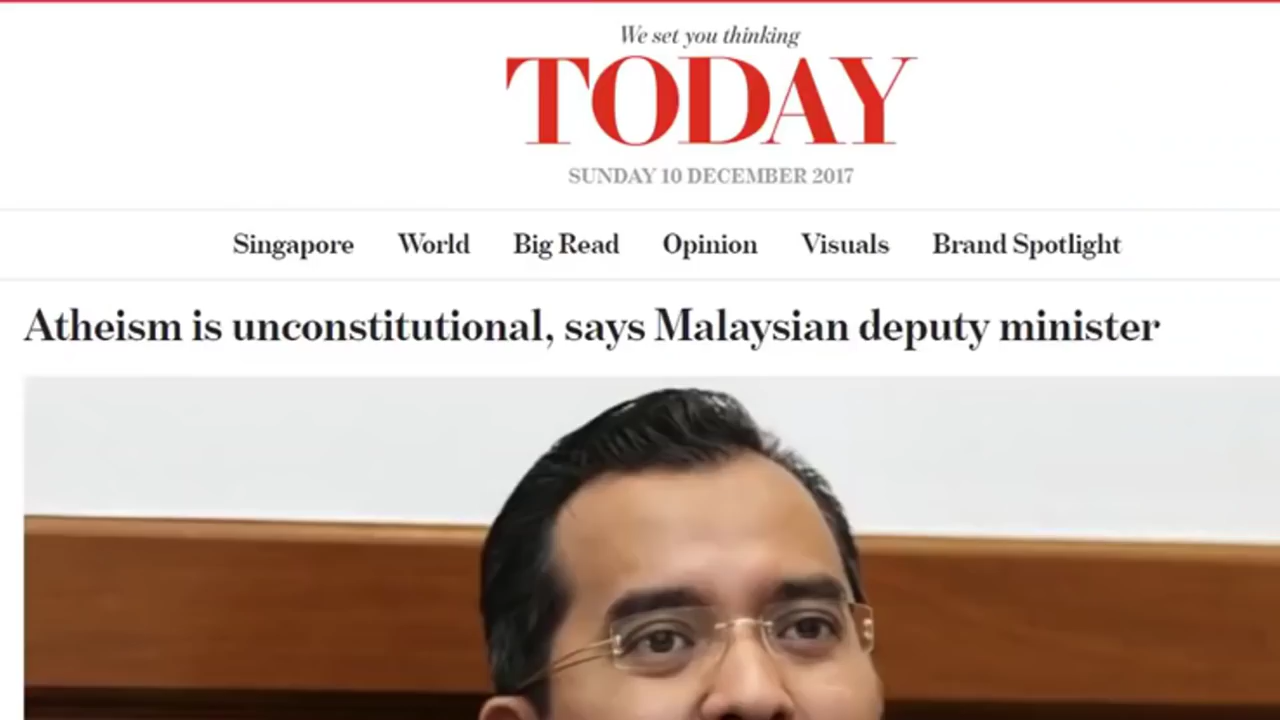 We set you thinking
TODAY
SUNDAY 10 DECEMBER 2017
Singapore World Big Read Opinion Visuals Brand Spotlight
Atheism is unconstitutional, says Malaysian deputy minister